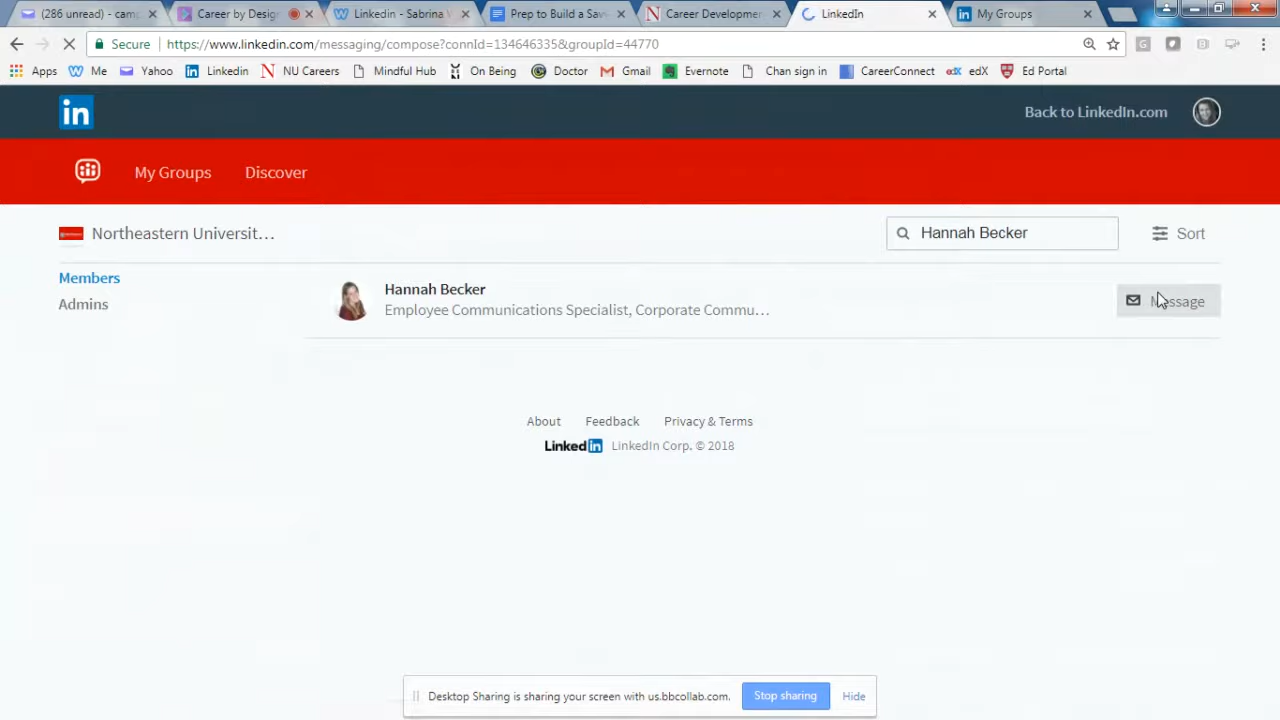 (286 unread) - camp
Career by Desig
Linkedin - Sabrina W
Prep to Build a Sav
Career Developme
LinkedIn
My Groups
Secure https://www.linkedin.com/messaging/compose?connId=134646335&groupId=44770
Apps Me Yahoo Linkedin NU Careers Mindful Hub On Being Doctor Gmail Evernote Chan sign in CareerConnect edX Ed Portal
in Back to LinkedIn.com
My Groups Discover
Northeastern Universit… Hannah Becker Sort
Members
Admins
Hannah Becker
Employee Communications Specialist, Corporate Commu…
Message
About Feedback Privacy & Terms
Linkedin LinkedIn Corp. © 2018
Desktop Sharing is sharing your screen with us.bbcollab.com. Stop sharing Hide